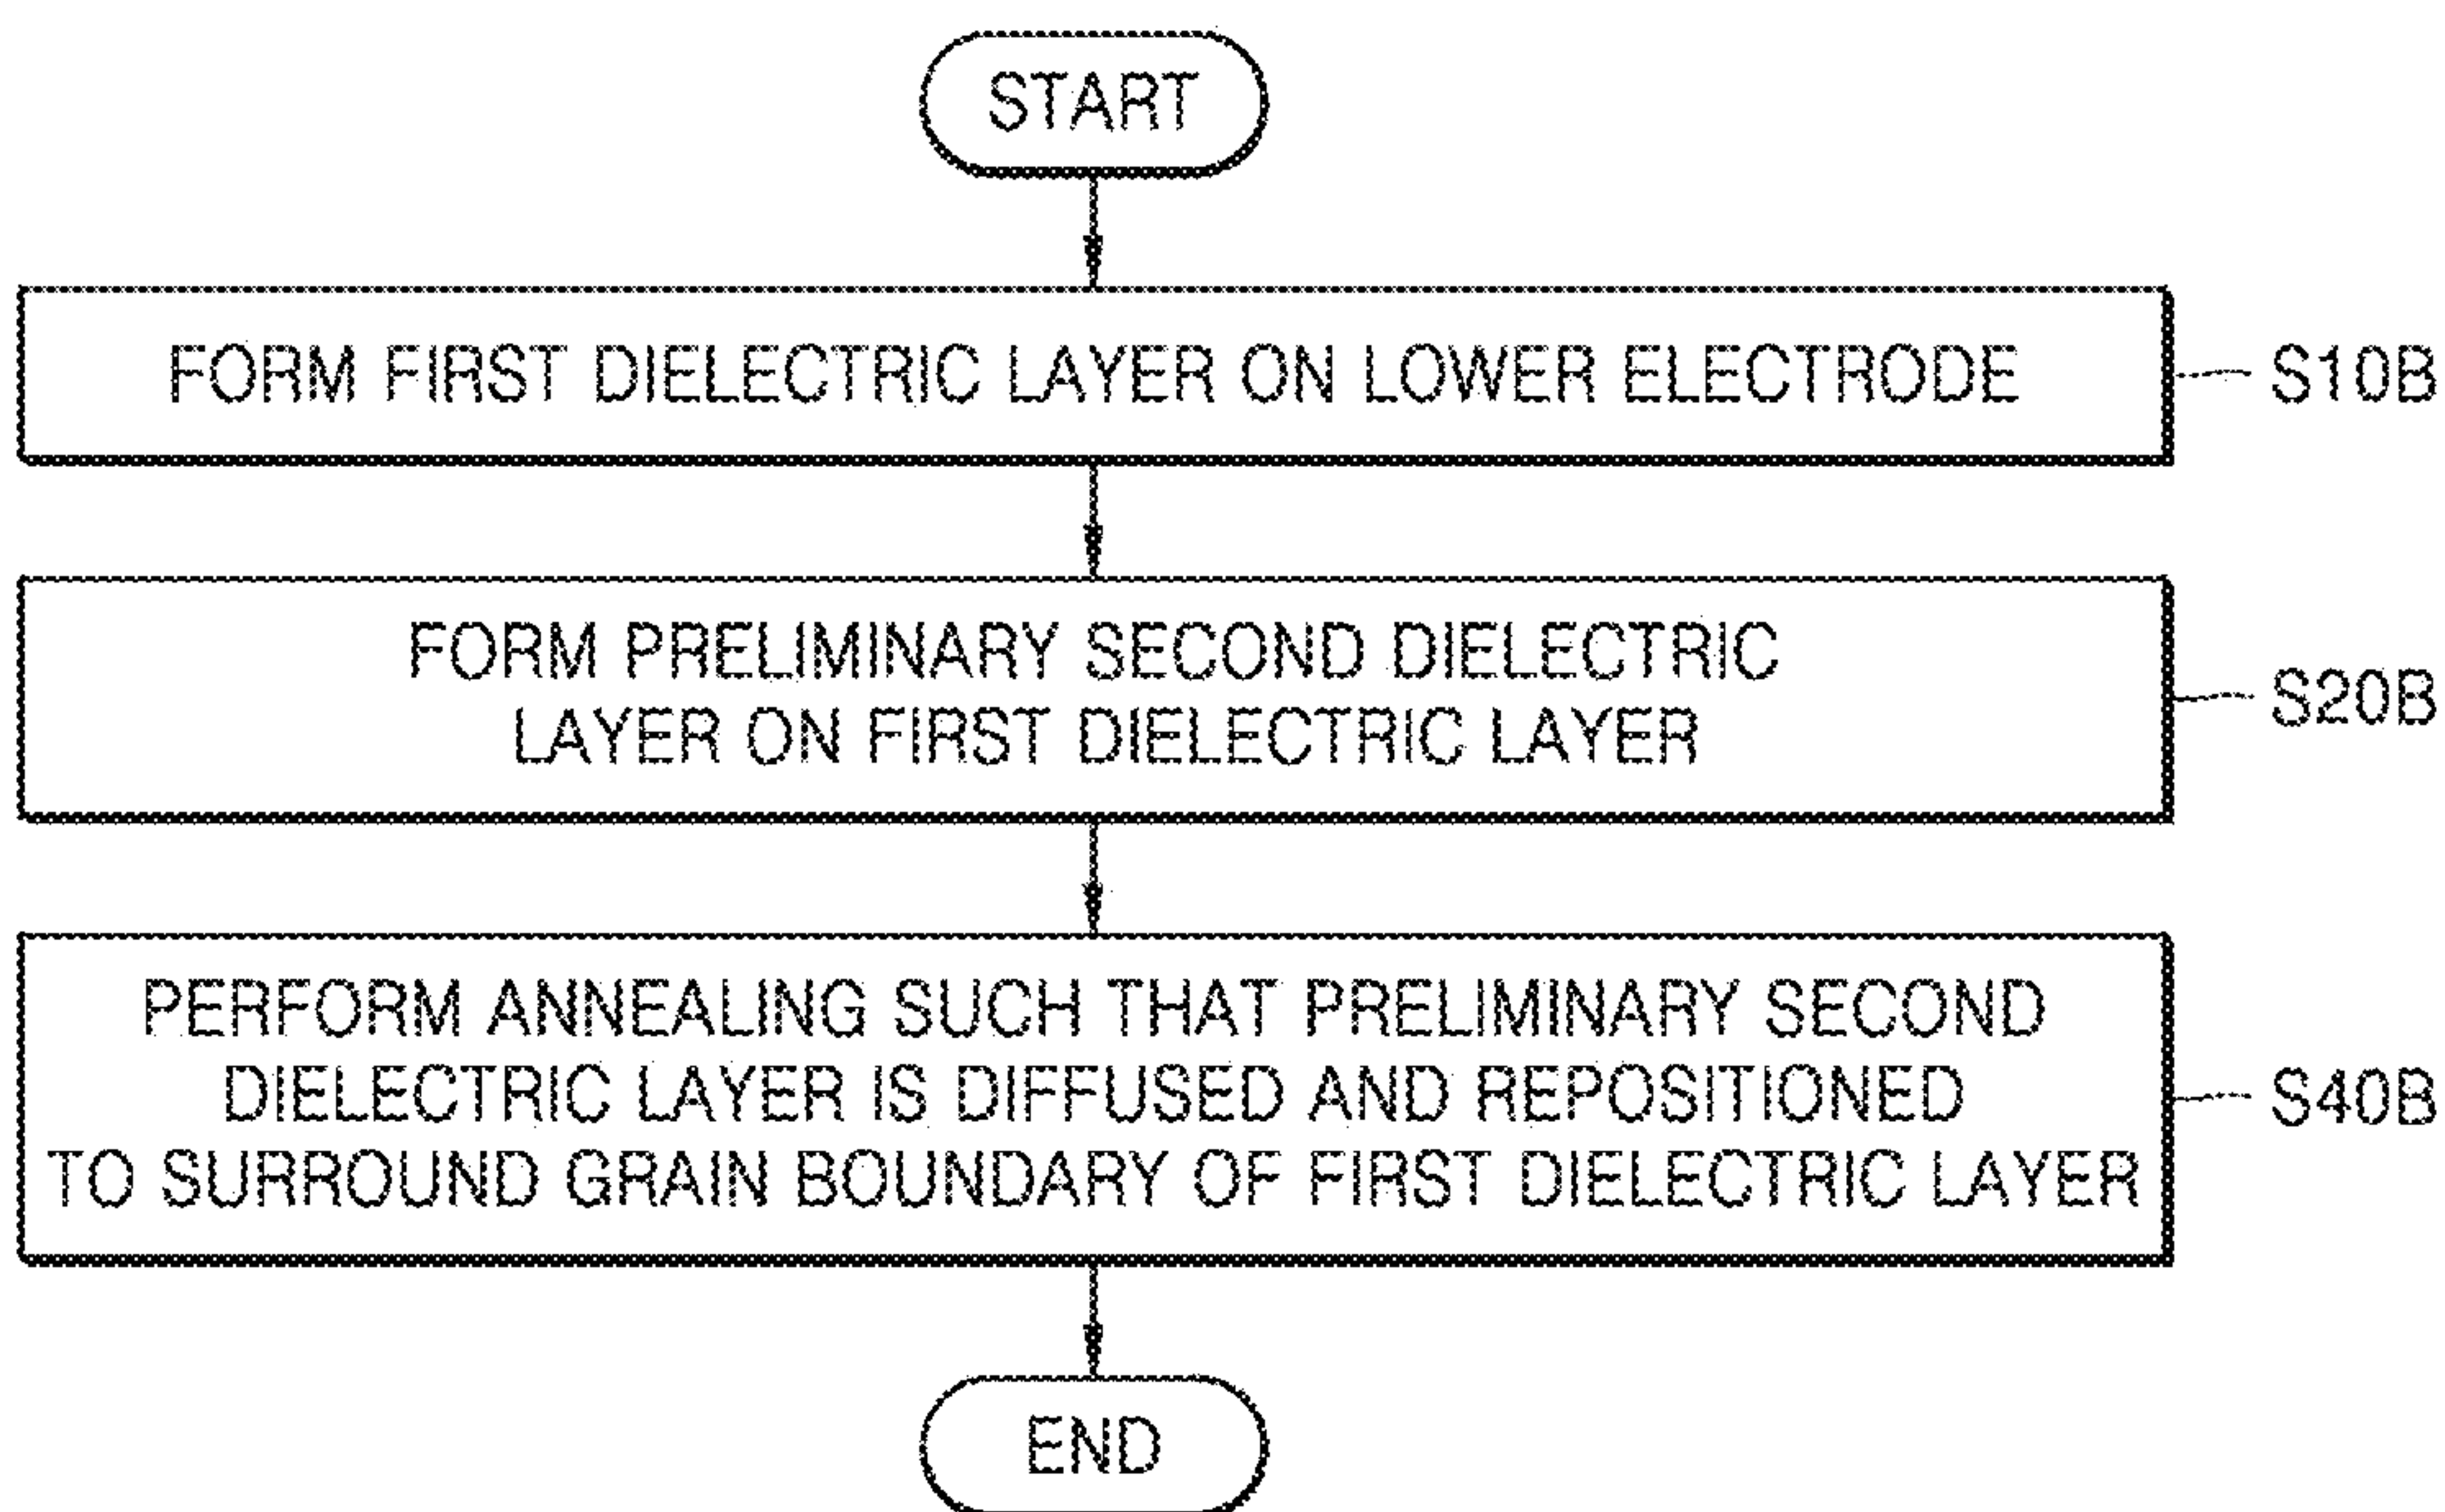 START
FORM FIRST DIELECTRIC LAYER ON LOWER ELECTRODE
S10B
FORM PRELIMINARY SECOND DIELECTRIC
LAYER ON FIRST DIELECTRIC LAYER
S20B
PERFORM ANNEALING SUCH THAT PRELIMINARY SECOND
DIELECTRIC LAYER IS DIFFUSED AND REPOSITIONED
TO SURROUND GRAIN BOUNDARY OF FIRST DIELECTRIC LAYER
S40B
END